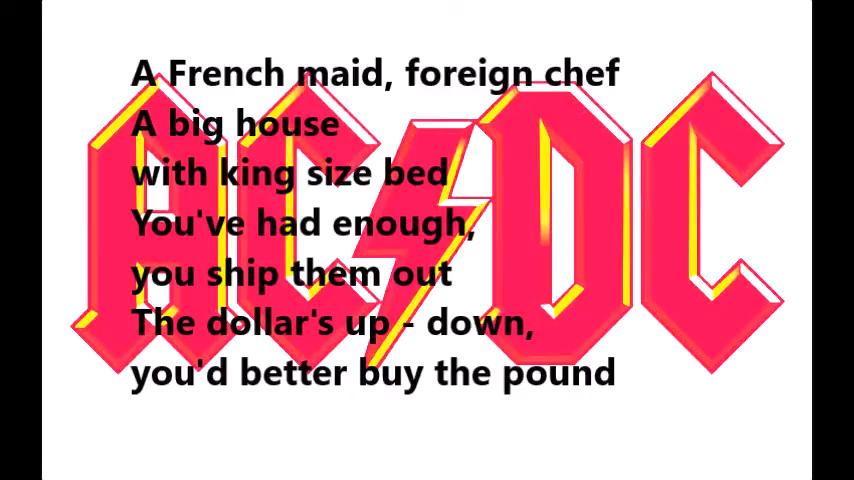 AC/DC
A French maid, foreign chef
A big house
with king size bed
You've had enough,
you ship them out
The dollar's up - down,
you'd better buy the pound